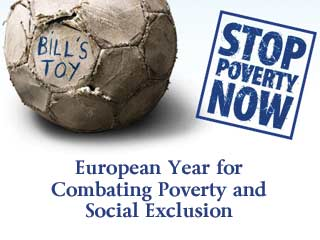 BILL'S
TOY
STOP
POVERTY
NOW
European Year for
Combating Poverty and
Social Exclusion